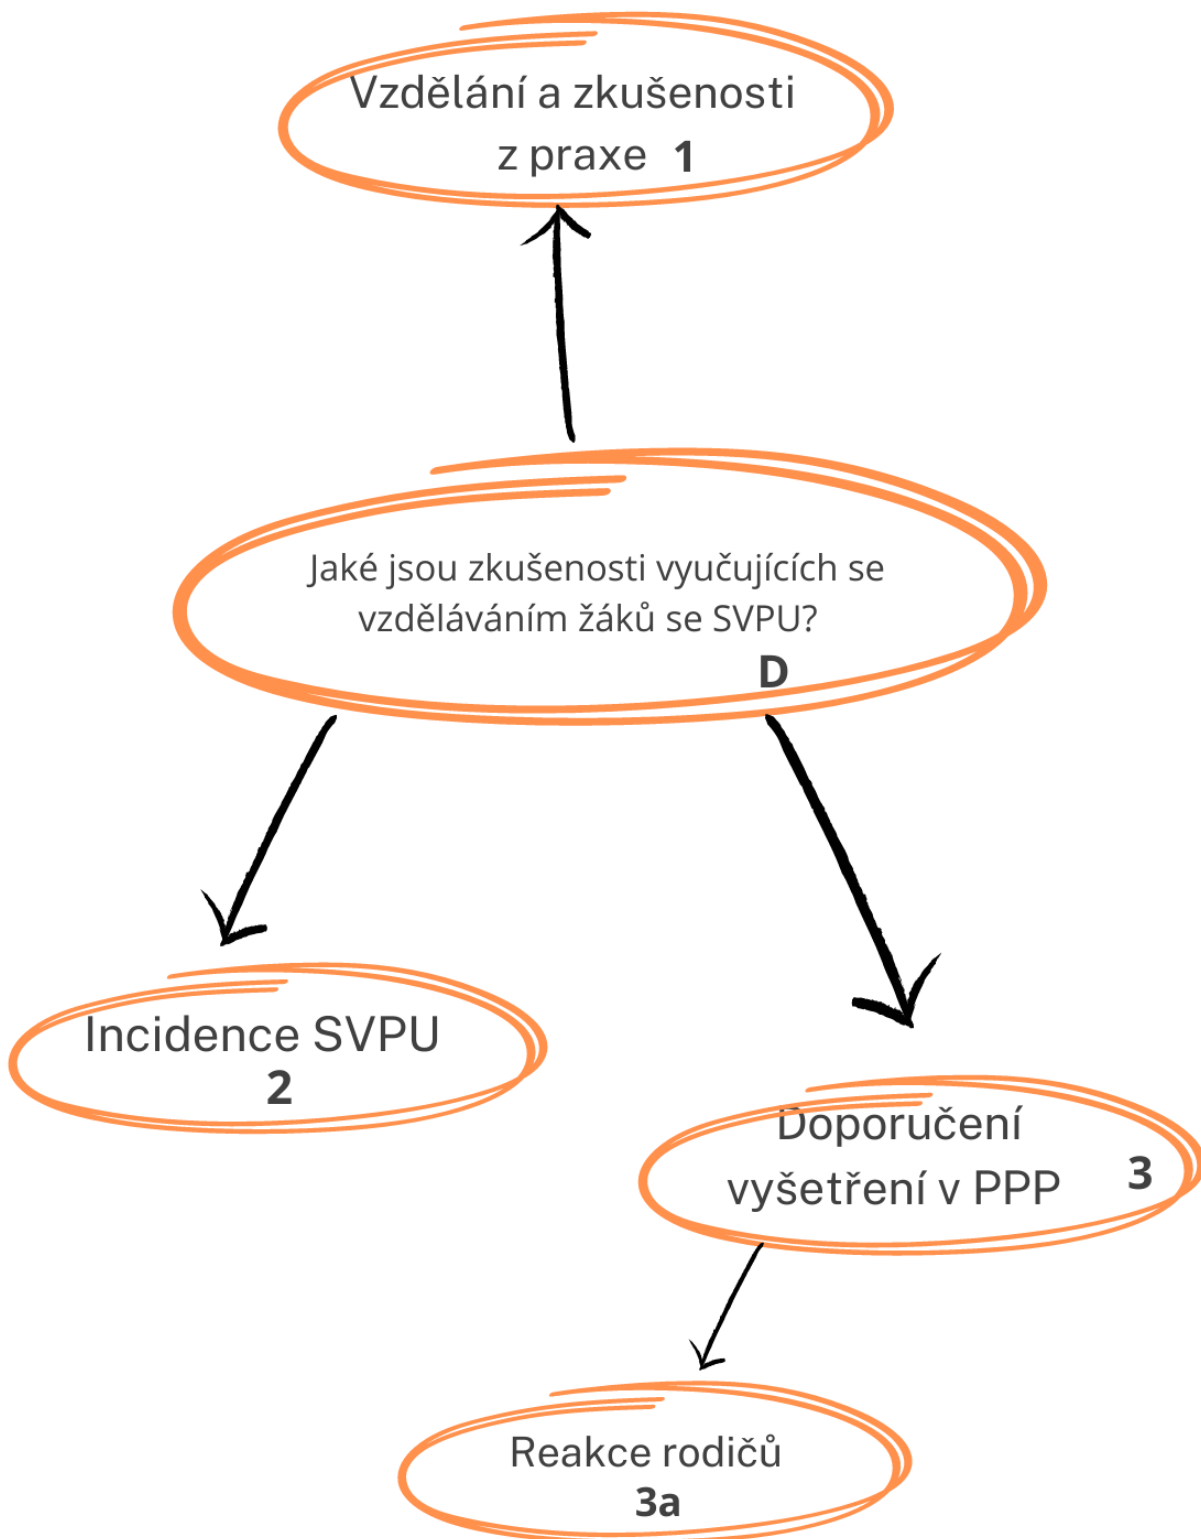 Vzdělání a zkušenosti
z praxe 1
Jaké jsou zkušenosti vyučujících se
vzděláváním žáků se SVPU?
D
Incidence SVPU
2
Doporučení
vyšetření v PPP 3
Reakce rodičů
3a